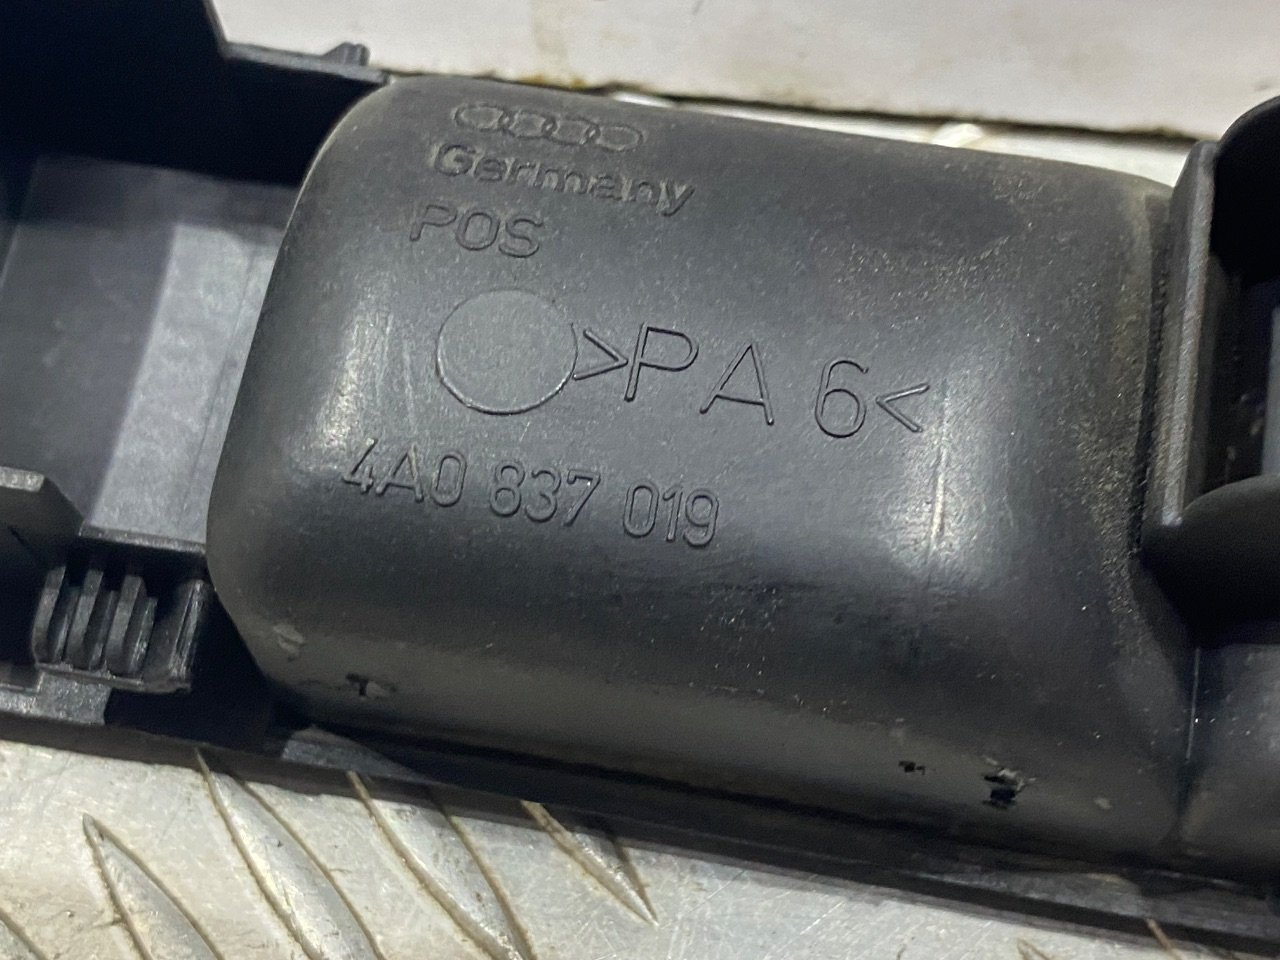 Germany
POS
>PA 6<
4A0 837 019